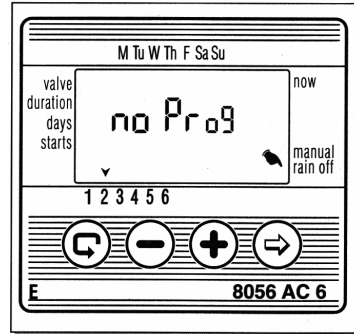 M Tu W Th F Sa Su
valve
duration
days
starts
no Prog
now
manual
rain off
1 2 3 4 5 6
E
8056 AC 6